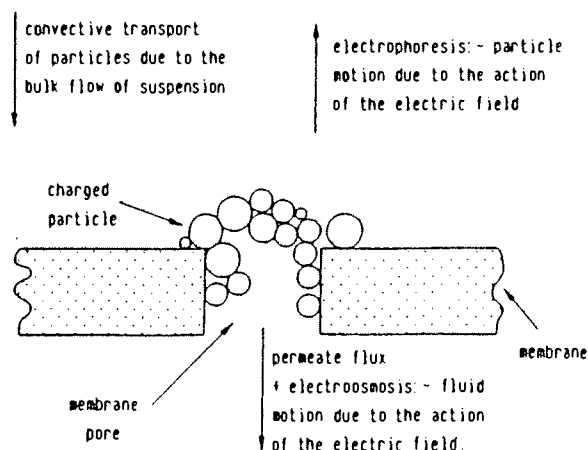 convective transport
of particles due to the
bulk flow of suspension
electrophoresis:- particle
motion due to the action
of the electric field
charged
particle
membrane
membrane
pore
permeate flux
+ electroosmosis:- fluid
motion due to the action
of the electric field.